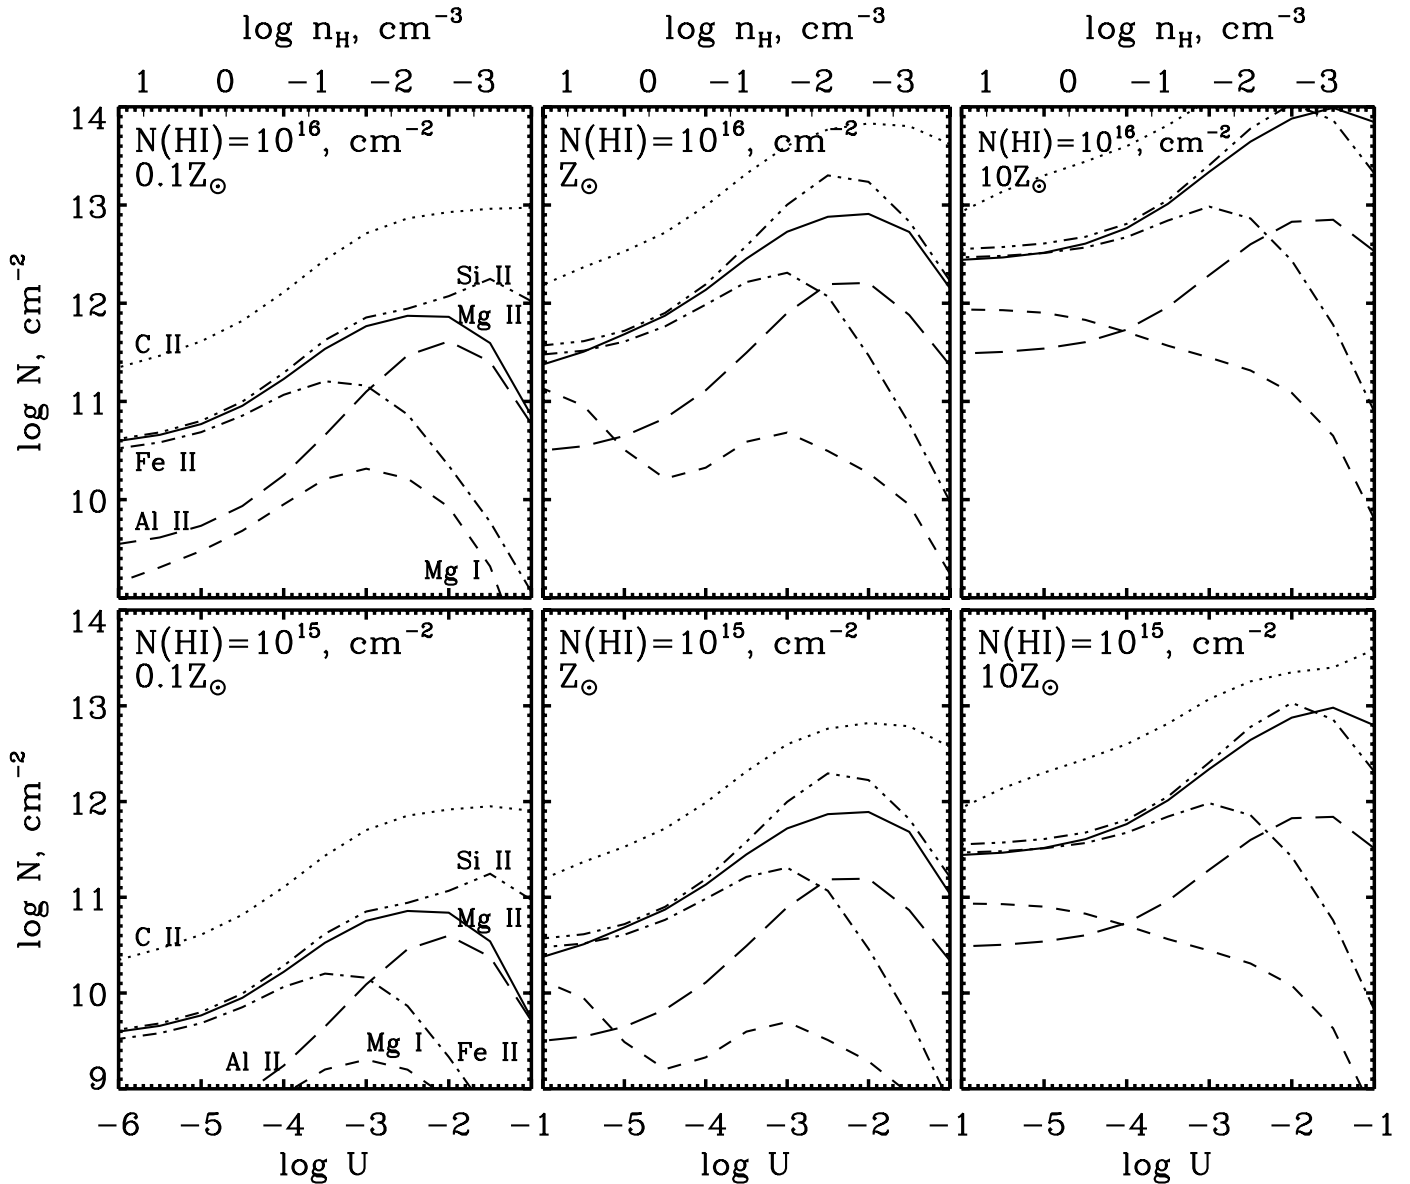 log n_H, cm^−3 log n_H, cm^−3 log n_H, cm^−3
1 0 −1 −2 −3 1 0 −1 −2 −3 1 0 −1 −2 −3
14
N(HI)=10^16, cm^−2
0.1Z⊙
13
12
11
10
log N, cm^−2
C II
Si II
Mg II
Fe II
Al II
Mg I
N(HI)=10^16, cm^−2
Z⊙
N(HI)=10^16, cm^−2
10Z⊙
14
N(HI)=10^15, cm^−2
0.1Z⊙
13
12
11
10
9
log N, cm^−2
C II
Si II
Mg II
Al II
Mg I
Fe II
N(HI)=10^15, cm^−2
Z⊙
N(HI)=10^15, cm^−2
10Z⊙
−6 −5 −4 −3 −2 −1 −5 −4 −3 −2 −1 −5 −4 −3 −2 −1
log U log U log U